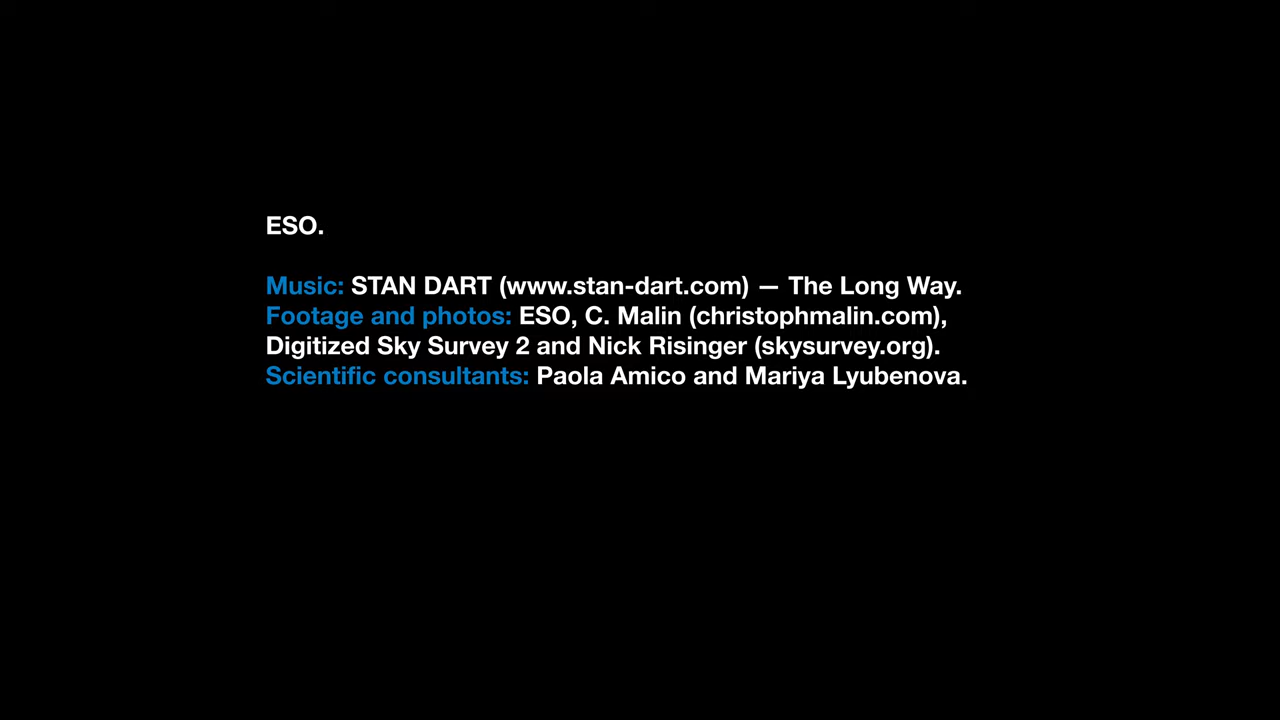 ESO.
Music: STAN DART (www.stan-dart.com) — The Long Way.
Footage and photos: ESO, C. Malin (christophmalin.com),
Digitized Sky Survey 2 and Nick Risinger (skysurvey.org).
Scientific consultants: Paola Amico and Mariya Lyubenova.